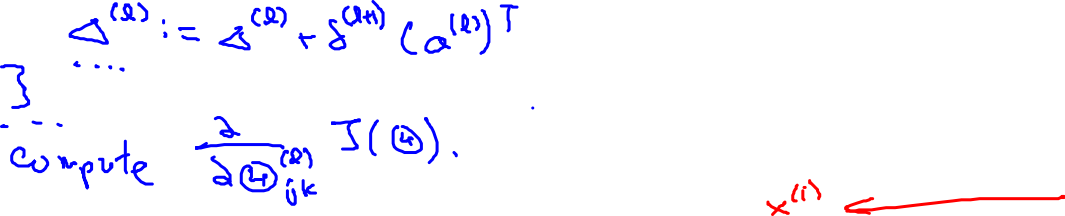 Δ^(l) := Δ^(l) + δ^(l+1) (a^(l))^T
....
}
....
compute ∂/∂Θ_jk^(l) J(Θ).
x^(i)